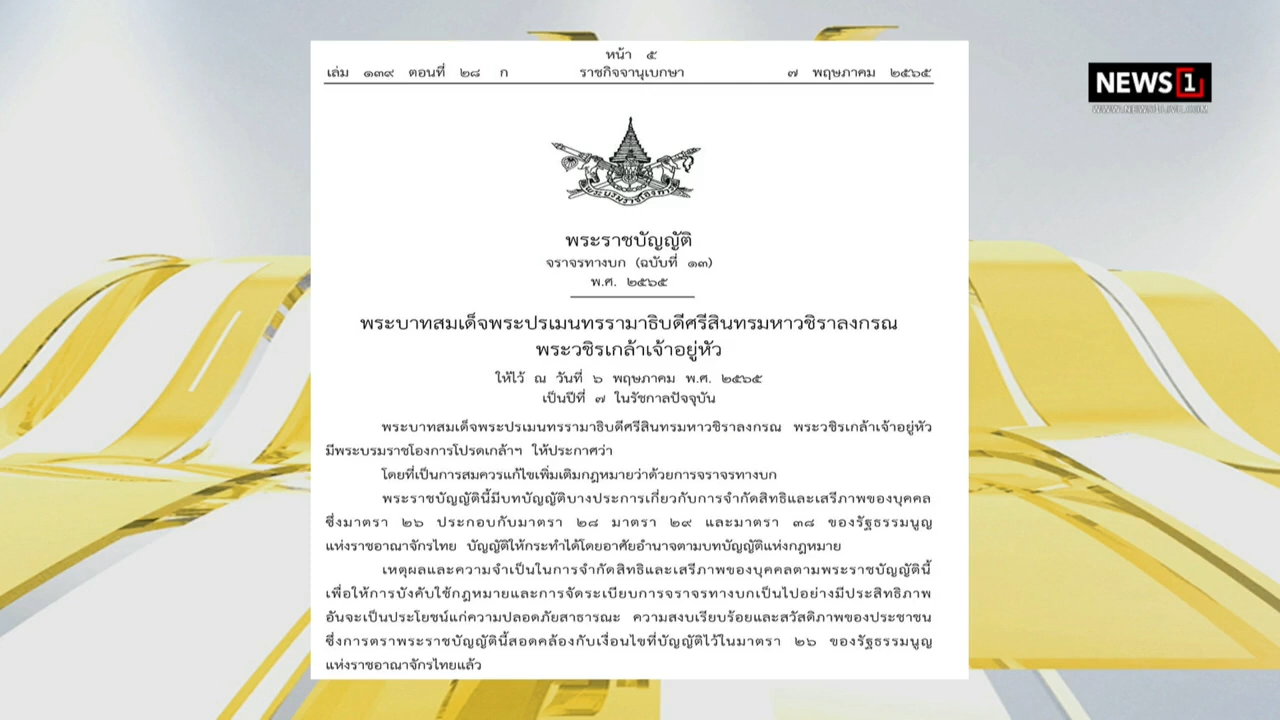 หน้า ๕
เล่ม ๑๓๙ ตอนที่ ๒๘ ก ราชกิจจานุเบกษา ๗ พฤษภาคม ๒๕๖๕
NEWS 1
พระราชบัญญัติ
จราจรทางบก (ฉบับที่ ๑๓)
พ.ศ. ๒๕๖๕
พระบาทสมเด็จพระปรเมนทรรามาธิบดีศรีสินทรมหาวชิราลงกรณ
พระวชิรเกล้าเจ้าอยู่หัว
ให้ไว้ ณ วันที่ ๖ พฤษภาคม พ.ศ. ๒๕๖๕
เป็นปีที่ ๗ ในรัชกาลปัจจุบัน
พระบาทสมเด็จพระปรเมนทรรามาธิบดีศรีสินทรมหาวชิราลงกรณ พระวชิรเกล้าเจ้าอยู่หัว
มีพระบรมราชโองการโปรดเกล้าฯ ให้ประกาศว่า
โดยที่เป็นการสมควรแก้ไขเพิ่มเติมกฎหมายว่าด้วยการจราจรทางบก
พระราชบัญญัตินี้มีบทบัญญัติบางประการเกี่ยวกับการจำกัดสิทธิและเสรีภาพของบุคคล
ซึ่งมาตรา ๒๖ ประกอบกับมาตรา ๒๘ มาตรา ๒๙ และมาตรา ๓๘ ของรัฐธรรมนูญ
แห่งราชอาณาจักรไทย บัญญัติให้กระทำได้โดยอาศัยอำนาจตามบทบัญญัติแห่งกฎหมาย
เหตุผลและความจำเป็นในการจำกัดสิทธิและเสรีภาพของบุคคลตามพระราชบัญญัตินี้
เพื่อให้การบังคับใช้กฎหมายและการจัดระเบียบการจราจรทางบกเป็นไปอย่างมีประสิทธิภาพ
อันจะเป็นประโยชน์แก่ความปลอดภัยสาธารณะ ความสงบเรียบร้อยและสวัสดิภาพของประชาชน
ซึ่งการตราพระราชบัญญัตินี้สอดคล้องกับเงื่อนไขที่บัญญัติไว้ในมาตรา ๒๖ ของรัฐธรรมนูญ
แห่งราชอาณาจักรไทยแล้ว